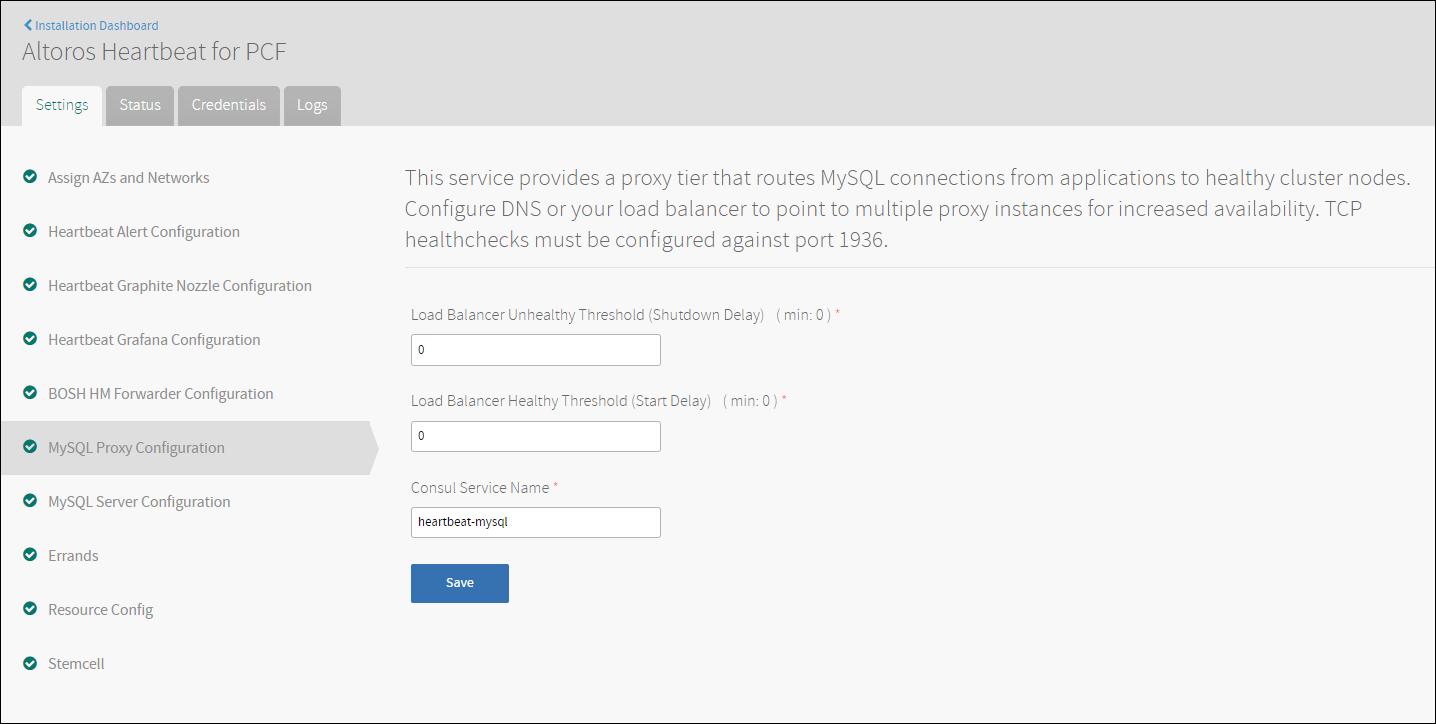 Installation Dashboard
Altoros Heartbeat for PCF
Settings
Status
Credentials
Logs
Assign AZs and Networks
Heartbeat Alert Configuration
Heartbeat Graphite Nozzle Configuration
Heartbeat Grafana Configuration
BOSH HM Forwarder Configuration
MySQL Proxy Configuration
MySQL Server Configuration
Errands
Resource Config
Stemcell
This service provides a proxy tier that routes MySQL connections from applications to healthy cluster nodes.
Configure DNS or your load balancer to point to multiple proxy instances for increased availability. TCP
healthchecks must be configured against port 1936.
Load Balancer Unhealthy Threshold (Shutdown Delay) ( min: 0 ) *
0
Load Balancer Healthy Threshold (Start Delay) ( min: 0 ) *
0
Consul Service Name *
heartbeat-mysql
Save